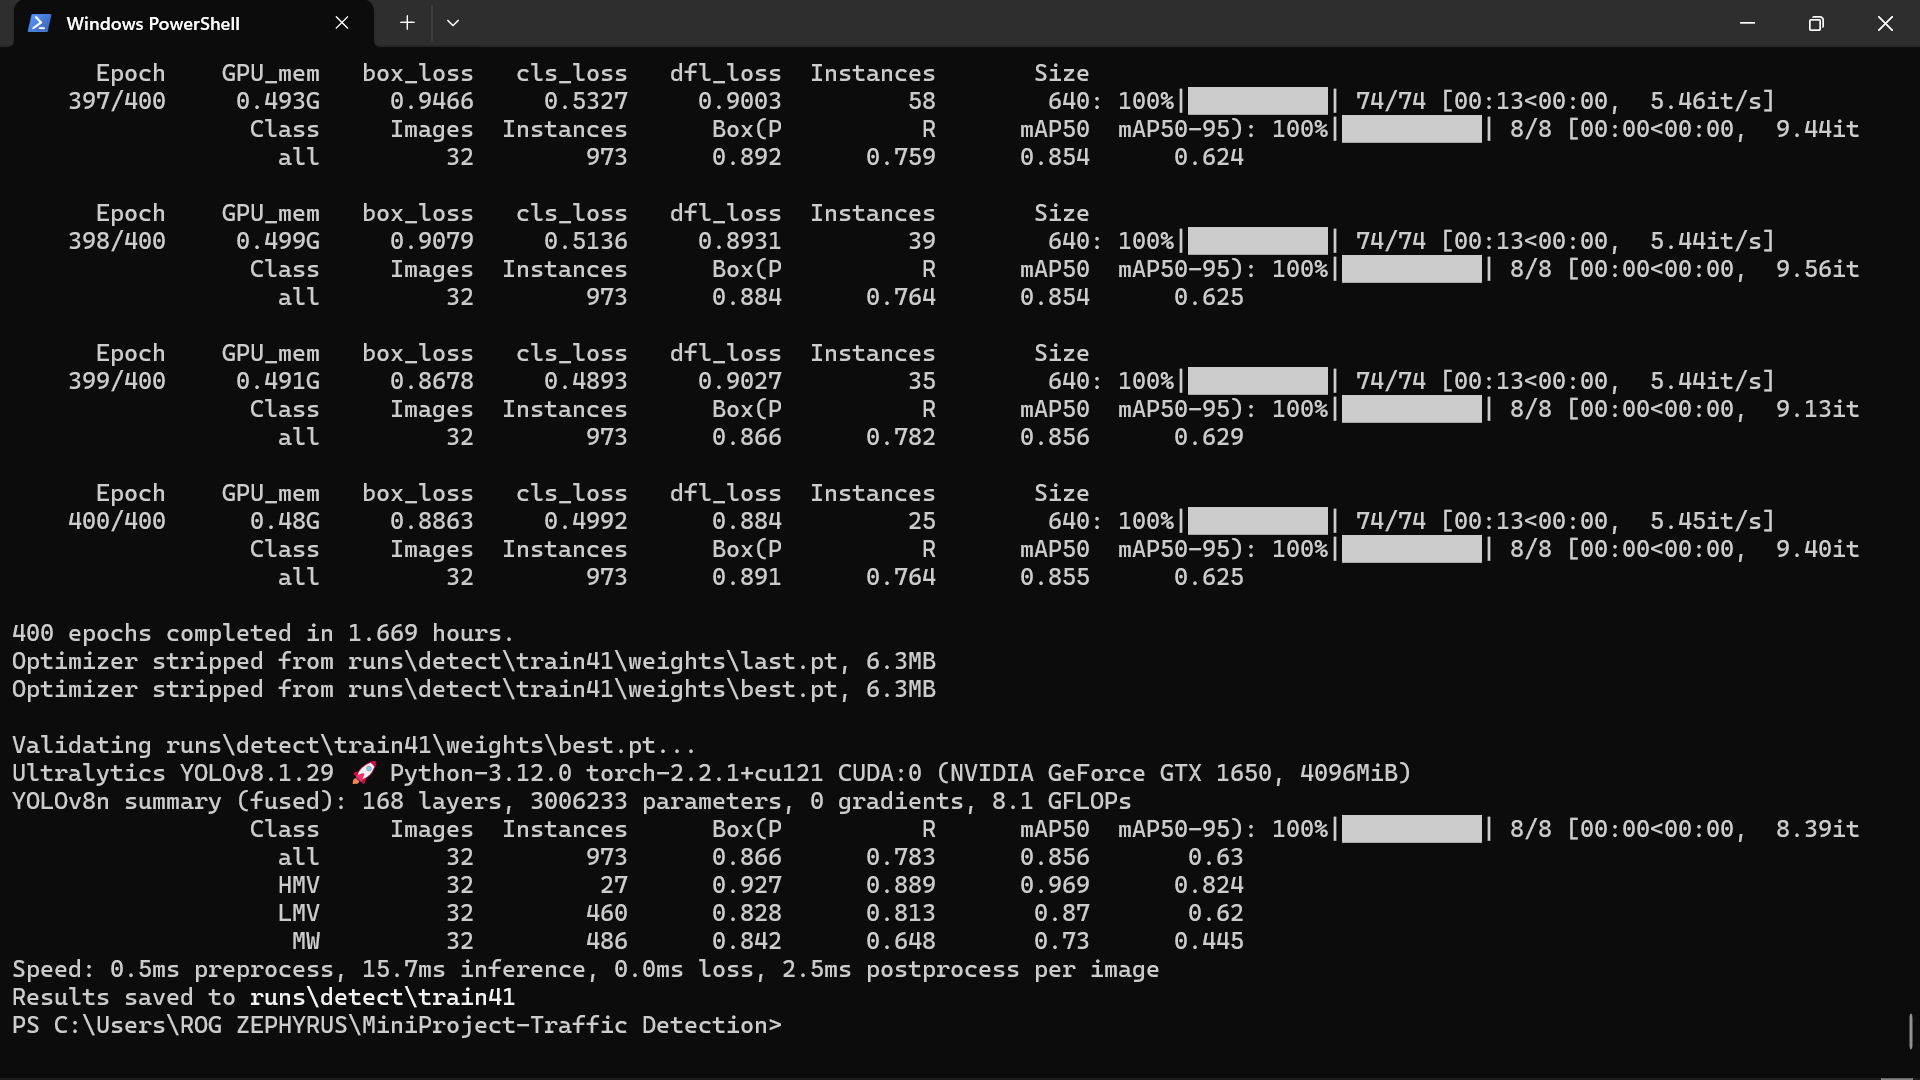 Windows PowerShell
Epoch GPU_mem box_loss cls_loss dfl_loss Instances Size
397/400 0.493G 0.9466 0.5327 0.9003 58 640: 100%|██████████| 74/74 [00:13<00:00, 5.46it/s]
Class Images Instances Box(P R mAP50 mAP50-95): 100%|██████████| 8/8 [00:00<00:00, 9.44it
all 32 973 0.892 0.759 0.854 0.624
Epoch GPU_mem box_loss cls_loss dfl_loss Instances Size
398/400 0.499G 0.9079 0.5136 0.8931 39 640: 100%|██████████| 74/74 [00:13<00:00, 5.44it/s]
Class Images Instances Box(P R mAP50 mAP50-95): 100%|██████████| 8/8 [00:00<00:00, 9.56it
all 32 973 0.884 0.764 0.854 0.625
Epoch GPU_mem box_loss cls_loss dfl_loss Instances Size
399/400 0.491G 0.8678 0.4893 0.9027 35 640: 100%|██████████| 74/74 [00:13<00:00, 5.44it/s]
Class Images Instances Box(P R mAP50 mAP50-95): 100%|██████████| 8/8 [00:00<00:00, 9.13it
all 32 973 0.866 0.782 0.856 0.629
Epoch GPU_mem box_loss cls_loss dfl_loss Instances Size
400/400 0.48G 0.8863 0.4992 0.884 25 640: 100%|██████████| 74/74 [00:13<00:00, 5.45it/s]
Class Images Instances Box(P R mAP50 mAP50-95): 100%|██████████| 8/8 [00:00<00:00, 9.40it
all 32 973 0.891 0.764 0.855 0.625
400 epochs completed in 1.669 hours.
Optimizer stripped from runs\detect\train41\weights\last.pt, 6.3MB
Optimizer stripped from runs\detect\train41\weights\best.pt, 6.3MB
Validating runs\detect\train41\weights\best.pt...
Ultralytics YOLOv8.1.29 🚀 Python-3.12.0 torch-2.2.1+cu121 CUDA:0 (NVIDIA GeForce GTX 1650, 4096MiB)
YOLOv8n summary (fused): 168 layers, 3006233 parameters, 0 gradients, 8.1 GFLOPs
Class Images Instances Box(P R mAP50 mAP50-95): 100%|██████████| 8/8 [00:00<00:00, 8.39it
all 32 973 0.866 0.783 0.856 0.63
HMV 32 27 0.927 0.889 0.969 0.824
LMV 32 460 0.828 0.813 0.87 0.62
MW 32 486 0.842 0.648 0.73 0.445
Speed: 0.5ms preprocess, 15.7ms inference, 0.0ms loss, 2.5ms postprocess per image
Results saved to runs\detect\train41
PS C:\Users\ROG ZEPHYRUS\MiniProject-Traffic Detection>